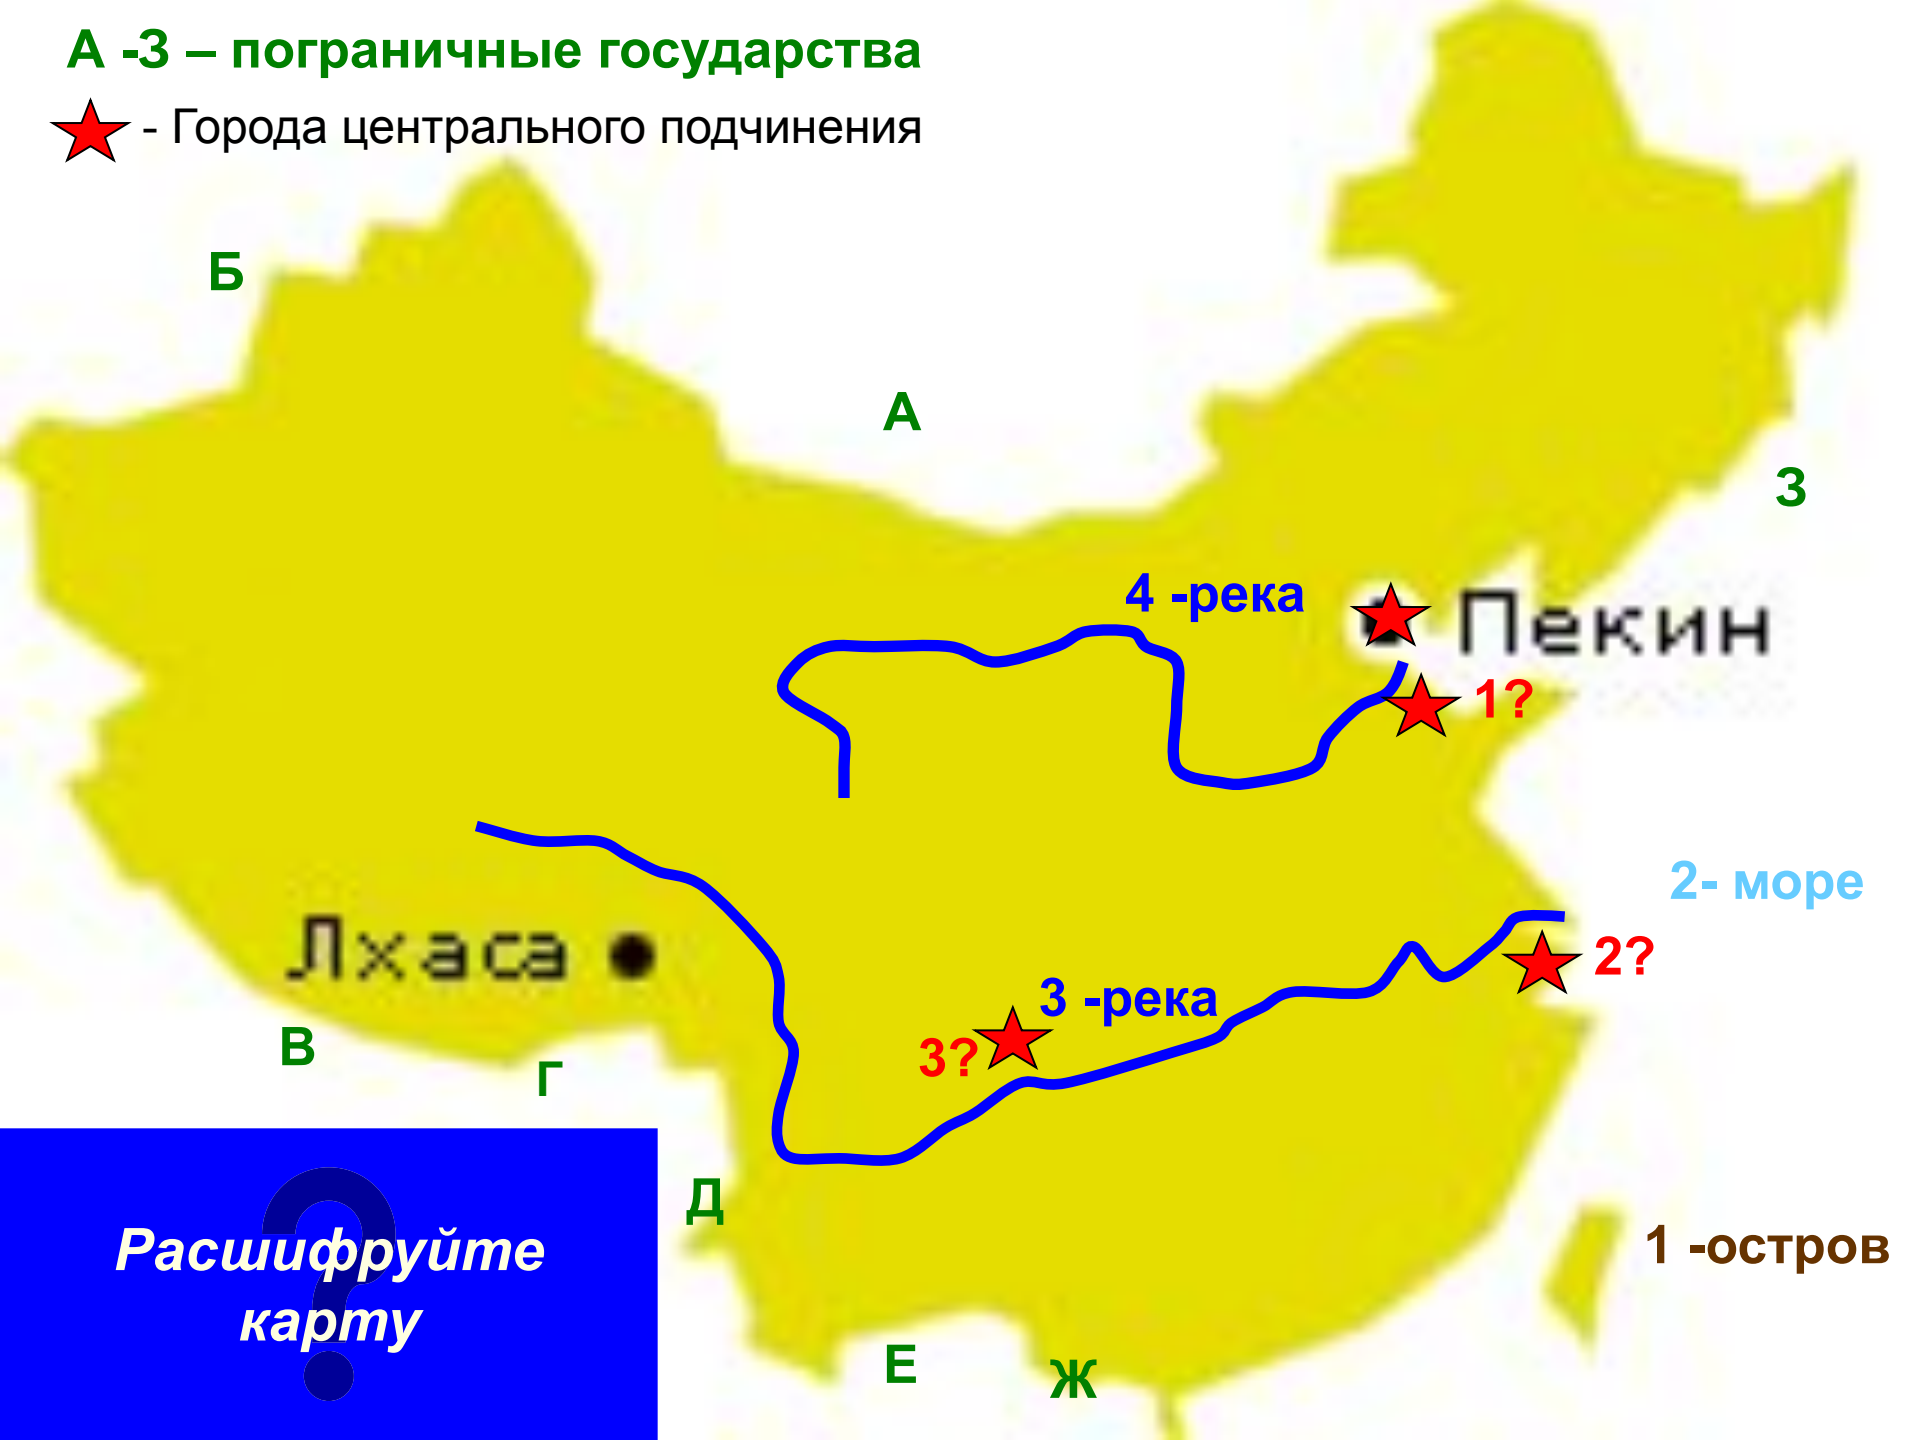 А -З – пограничные государства
- Города центрального подчинения
Б
А
З
4 -река
Пекин
1?
2- море
Лхаса
2?
3 -река
3?
В
Г
Д
1 -остров
Расшифруйте
карту
?
Е
Ж